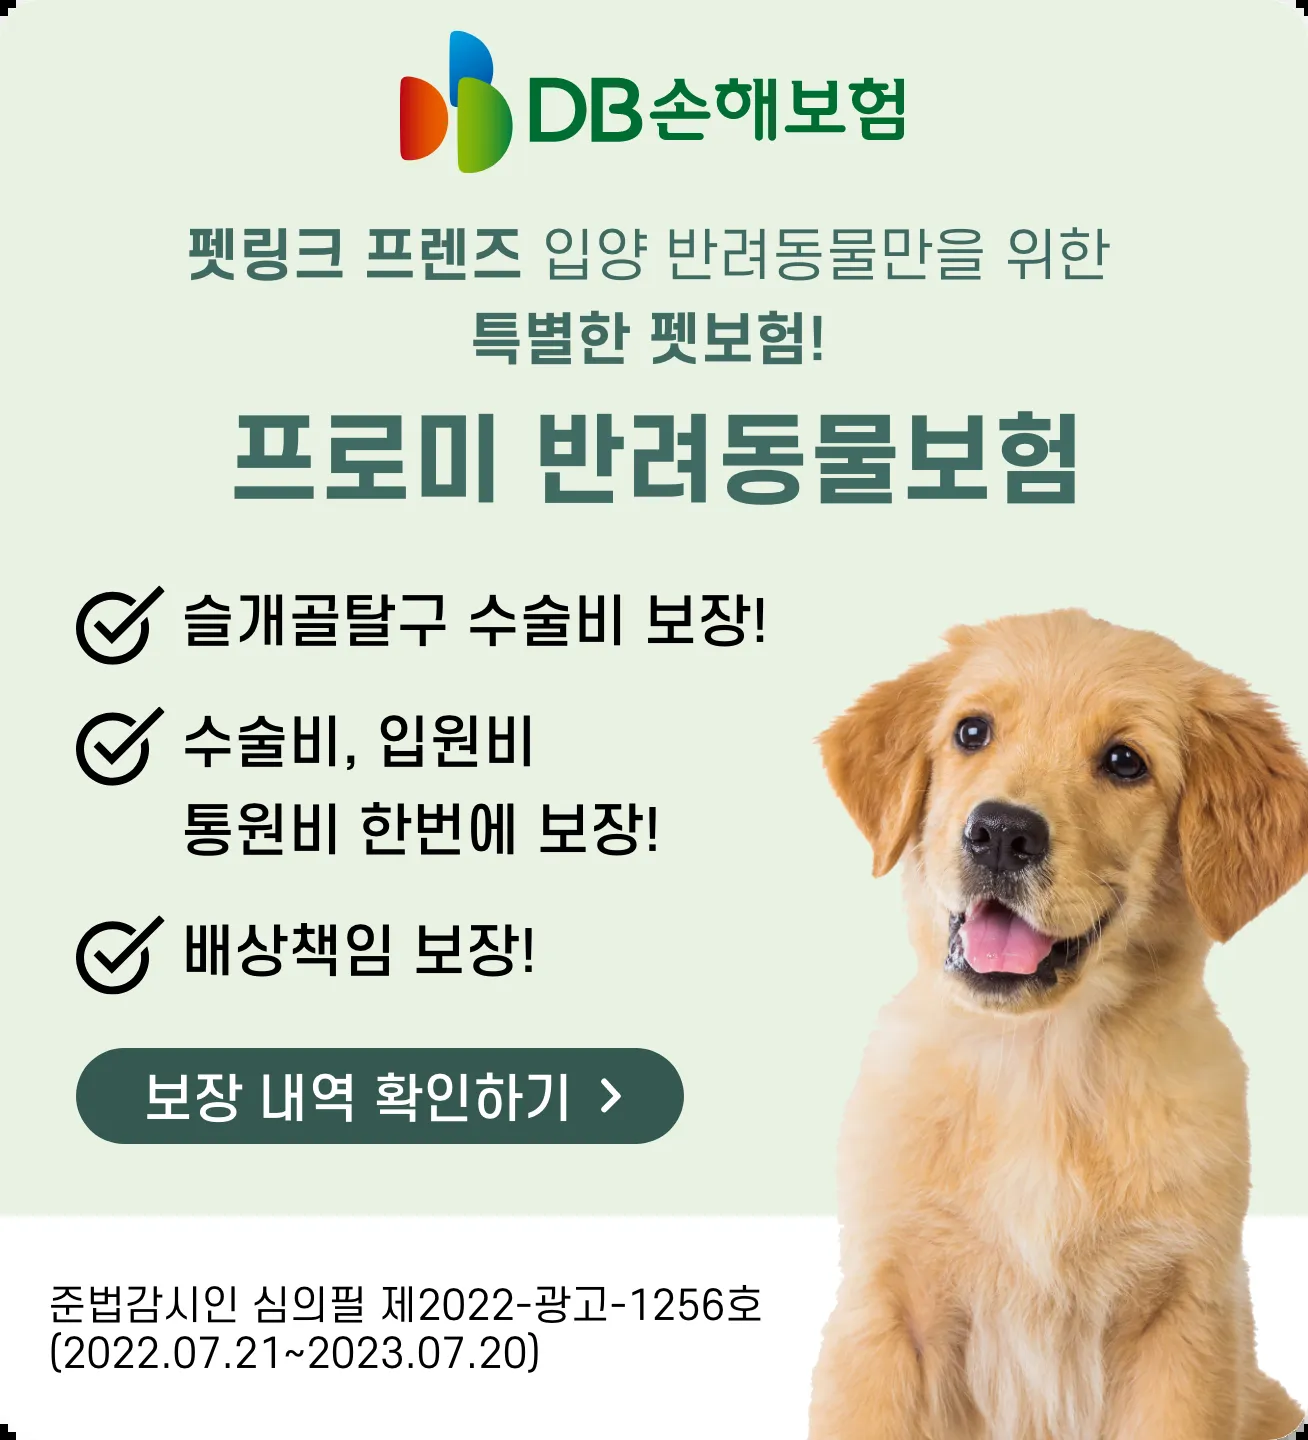 DB손해보험
펫링크 프렌즈 입양 반려동물만을 위한
특별한 펫보험!
프로미 반려동물보험
슬개골탈구 수술비 보장!
수술비, 입원비
통원비 한번에 보장!
배상책임 보장!
보장 내역 확인하기 >
준법감시인 심의필 제2022-광고-1256호
(2022.07.21~2023.07.20)